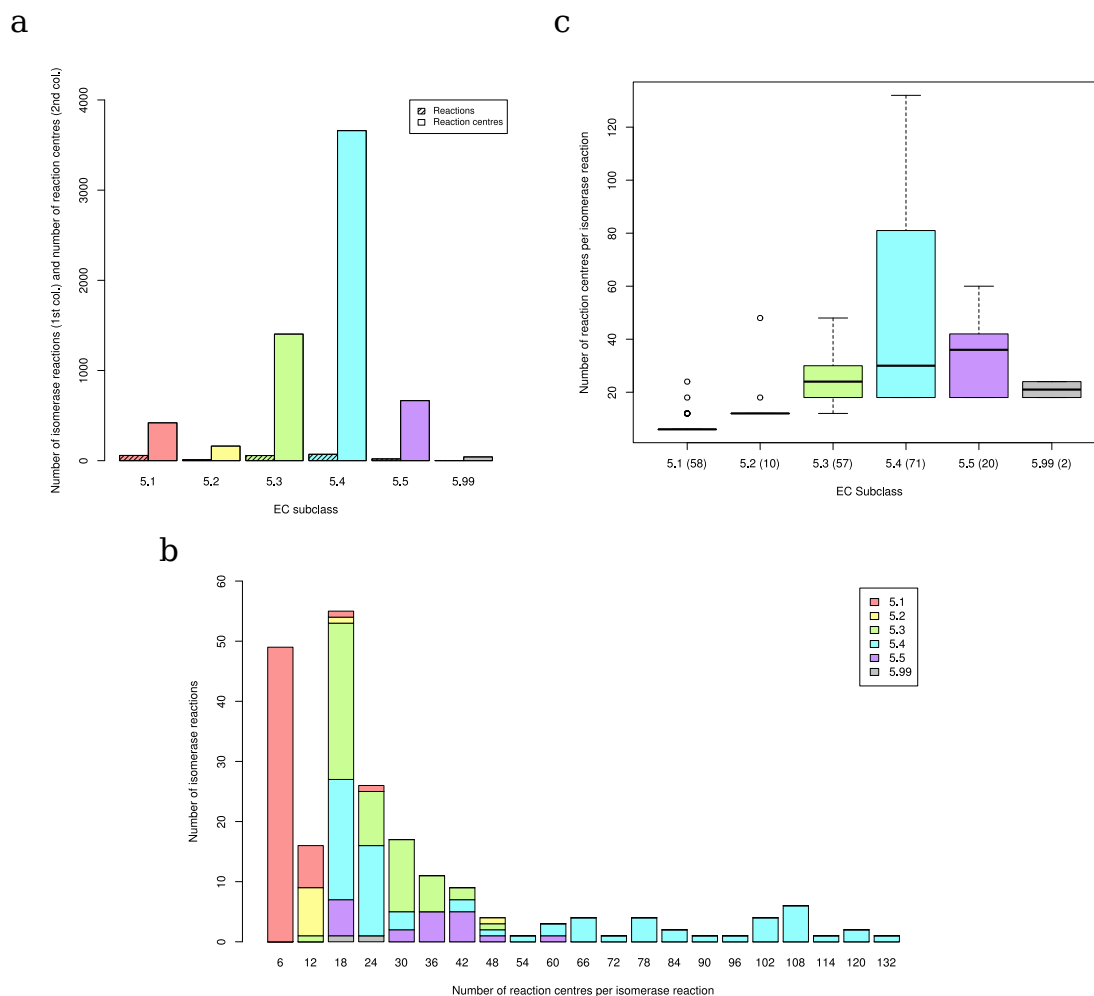 a
Number of isomerase reactions (1st col.) and number of reaction centres (2nd col.)
4000
3000
2000
1000
0
Reactions
Reaction centres
5.1 5.2 5.3 5.4 5.5 5.99
EC subclass
c
Number of reaction centres per isomerase reaction
120
100
80
60
40
20
5.1 (58) 5.2 (10) 5.3 (57) 5.4 (71) 5.5 (20) 5.99 (2)
EC Subclass
b
Number of isomerase reactions
60
50
40
30
20
10
0
5.1
5.2
5.3
5.4
5.5
5.99
6 12 18 24 30 36 42 48 54 60 66 72 78 84 90 96 102 108 114 120 132
Number of reaction centres per isomerase reaction